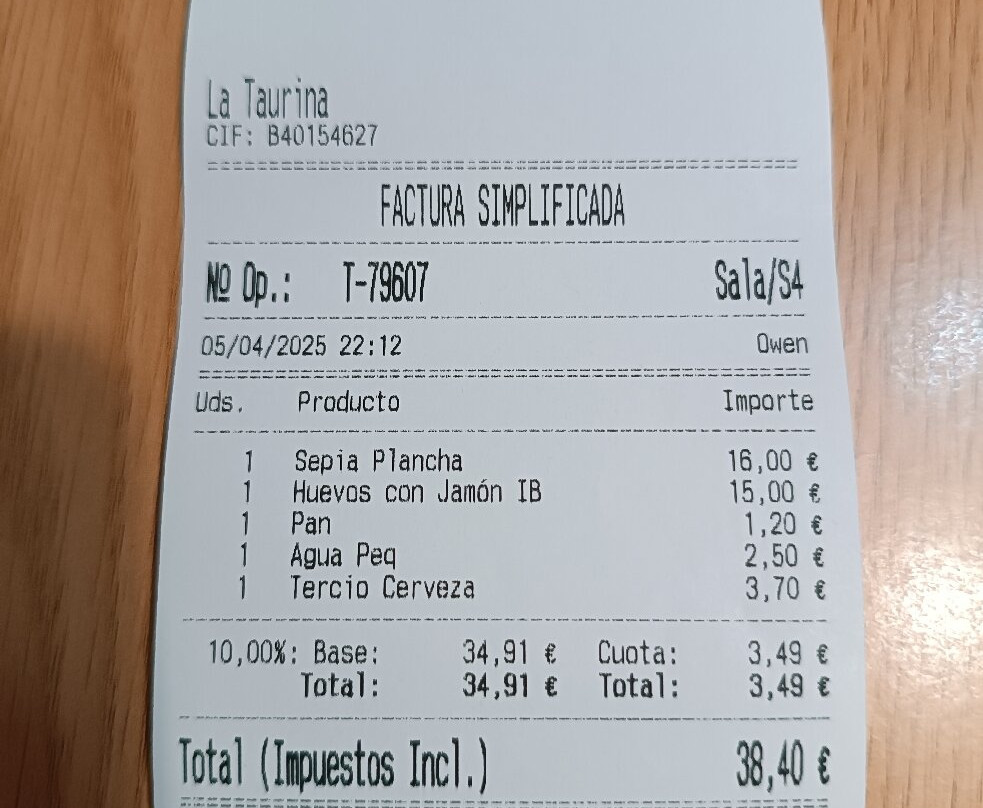 La Taurina
CIF: B40154627
FACTURA SIMPLIFICADA
Nº Op.: T-79607 Sala/S4
05/04/2025 22:12 Owen
Uds. Producto Importe
1 Sepia Plancha 16,00 €
1 Huevos con Jamón IB 15,00 €
1 Pan 1,20 €
1 Agua Peq 2,50 €
1 Tercio Cerveza 3,70 €
10,00%: Base: 34,91 € Cuota: 3,49 €
Total: 34,91 € Total: 3,49 €
Total (Impuestos Incl.) 38,40 €